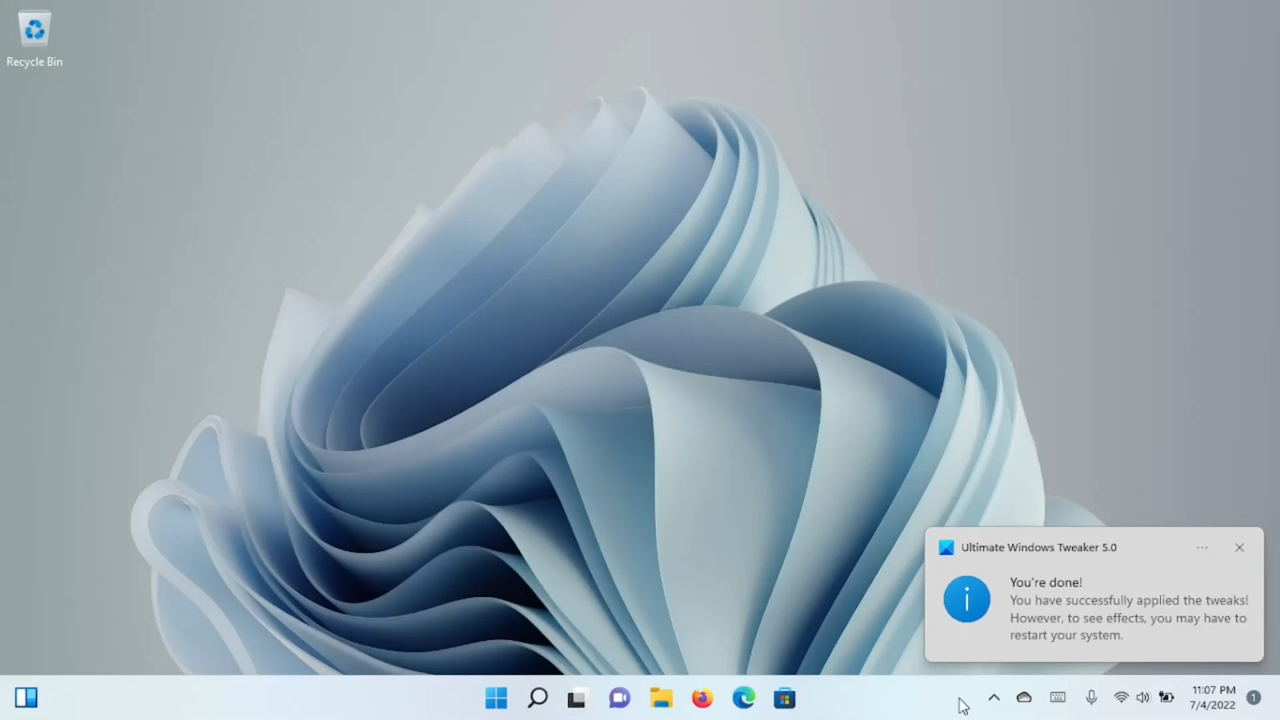 Recycle Bin
Ultimate Windows Tweaker 5.0
You're done!
You have successfully applied the tweaks!
However, to see effects, you may have to
restart your system.
11:07 PM
7/4/2022
1